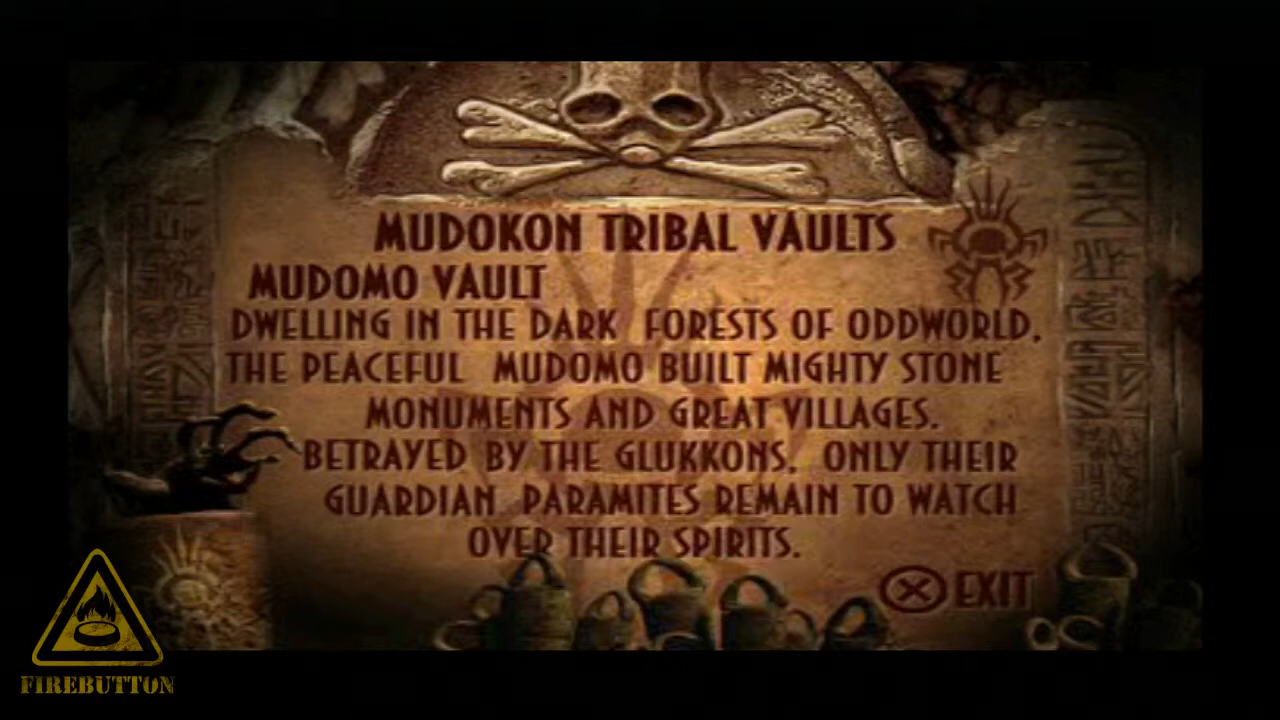 MUDOKON TRIBAL VAULTS
MUDOMO VAULT
DWELLING IN THE DARK FORESTS OF ODDWORLD,
THE PEACEFUL MUDOMO BUILT MIGHTY STONE
MONUMENTS AND GREAT VILLAGES.
BETRAYED BY THE GLUKKONS, ONLY THEIR
GUARDIAN PARAMITES REMAIN TO WATCH
OVER THEIR SPIRITS.
EXIT
FIREBUTTON